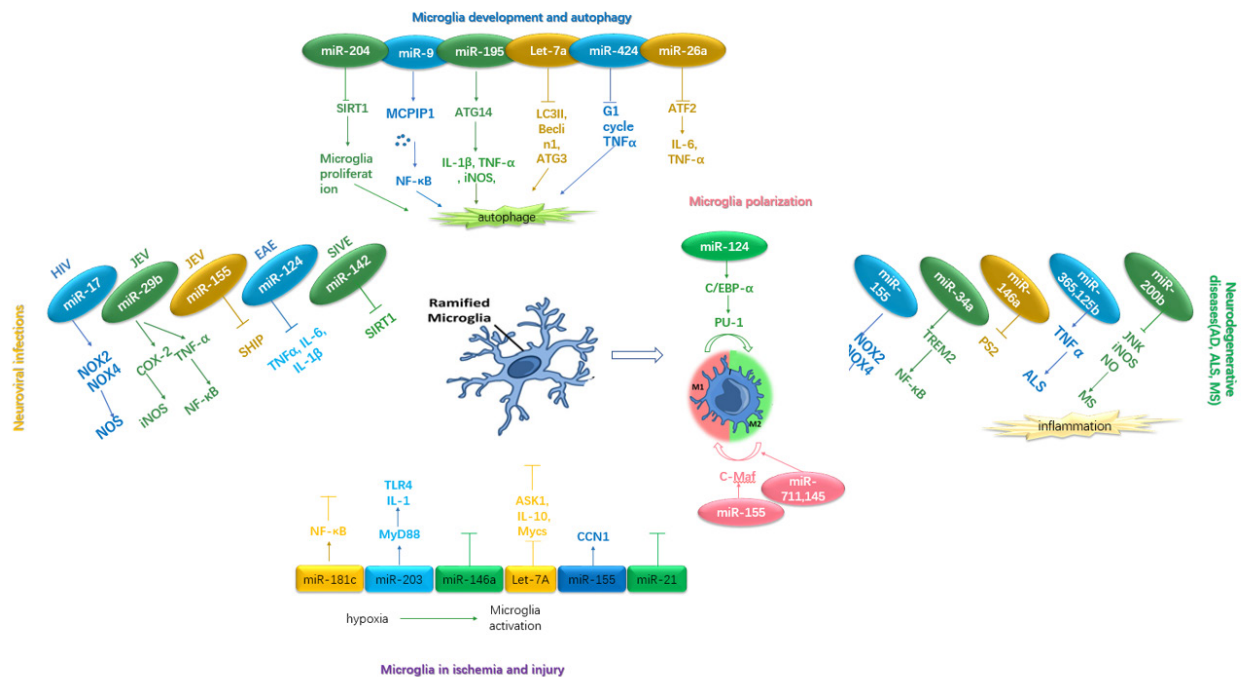 Microglia development and autophagy
miR-204
miR-9
miR-195
Let-7a
miR-424
miR-26a
SIRT1
Microglia
proliferat
ion
MCPIP1
NF-κB
ATG14
IL-1β, TNF-α
, iNOS,
LC3II,
Becli
n1,
ATG3
G1
cycle
TNFα
ATF2
IL-6,
TNF-α
autophage
Neuroviral infections
HIV
miR-17
JEV
miR-29b
JEV
miR-155
EAE
miR-124
SIVE
miR-142
NOX2
NOX4
NOS
COX-2
iNOS
TNF-α
NF-κB
SHIP
TNFα, IL-6,
IL-1β
SIRT1
Ramified
Microglia
Microglia polarization
miR-124
C/EBP-α
PU-1
M1
M2
C-Maf
miR-155
miR-
711,145
miR-
155
miR-34a
miR-
146a
miR-
365,125b
miR-
200b
NOX2
NOX4
TREM2
NF-κB
PS2
TNFα
ALS
JNK
iNOS
NO
MS
inflammation
Neurodegenerative
diseases(AD, ALS, MS)
NF-κB
TLR4
IL-1
MyD88
ASK1,
IL-10,
Mycs
CCN1
miR-181c
miR-203
miR-146a
Let-7A
miR-155
miR-21
hypoxia
Microglia
activation
Microglia in ischemia and injury